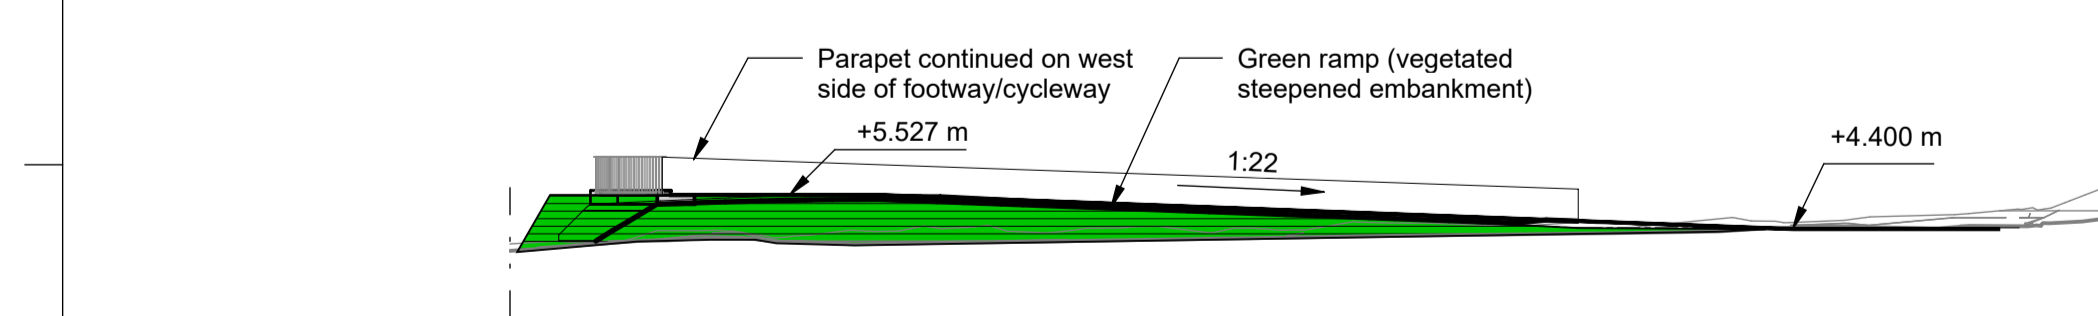 Parapet continued on west
side of footway/cycleway
Green ramp (vegetated
steepened embankment)
+5.527 m
1:22
+4.400 m